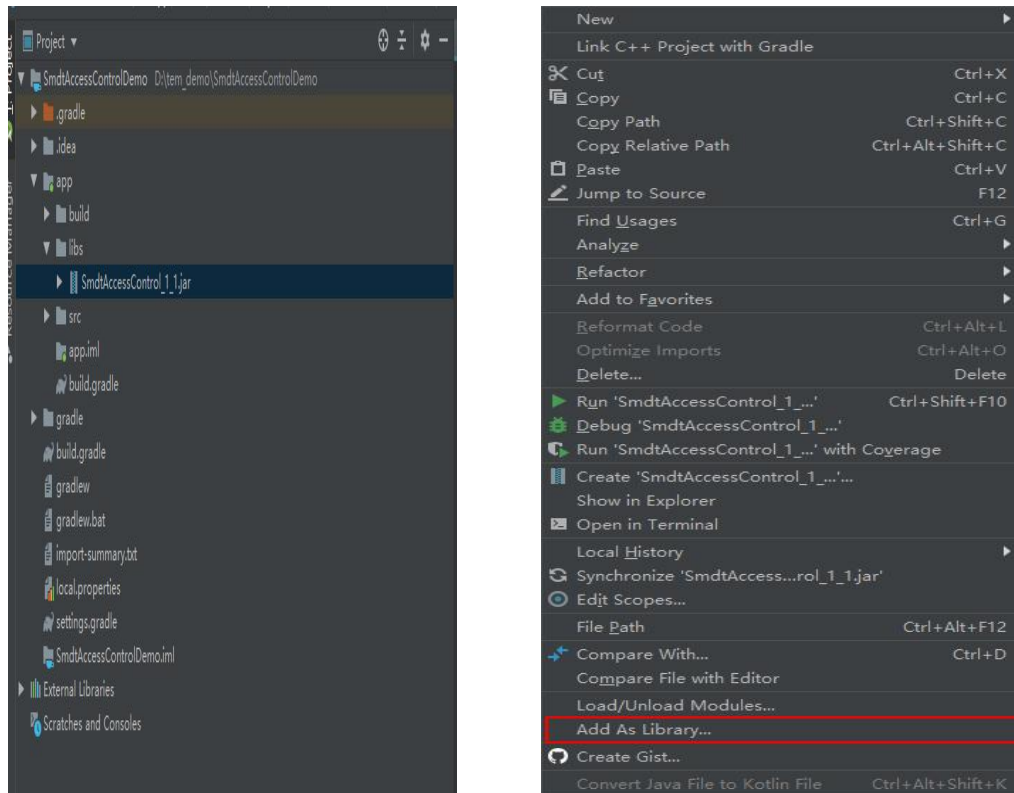 Project
SmdtAccessControlDemo D:\tem_demo\SmdtAccessControlDemo
.gradle
.idea
app
build
libs
SmdtAccessControl_1_1.jar
src
app.iml
build.gradle
gradle
build.gradle
gradlew
gradlew.bat
import-summary.txt
local.properties
settings.gradle
SmdtAccessControlDemo.iml
External Libraries
Scratches and Consoles
1: Project
Resource Manager
New
Link C++ Project with Gradle
Cut Ctrl+X
Copy Ctrl+Shift+C
Copy Path Ctrl+Shift+C
Copy Relative Path Ctrl+Alt+Shift+C
Paste Ctrl+V
Jump to Source F12
Find Usages Ctrl+G
Analyze
Refactor
Add to Favorites
Reformat Code Ctrl+Alt+L
Optimize Imports Ctrl+Alt+O
Delete... Delete
Run 'SmdtAccessControl_1_...' Ctrl+Shift+F10
Debug 'SmdtAccessControl_1_...'
Run 'SmdtAccessControl_1_...' with Coverage
Create 'SmdtAccessControl_1_...'...
Show in Explorer
Open in Terminal
Local History
Synchronize 'SmdtAccess...rol_1_1.jar'
Edit Scopes...
File Path Ctrl+Alt+F12
Compare With... Ctrl+D
Compare File with Editor
Load/Unload Modules...
Add As Library...
Create Gist...
Convert Java File to Kotlin File Ctrl+Alt+Shift+K